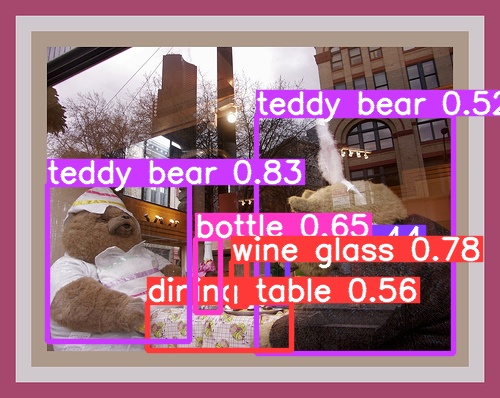 teddy bear 0.52
teddy bear 0.83
bottle 0.65
wine glass 0.78
dining table 0.56